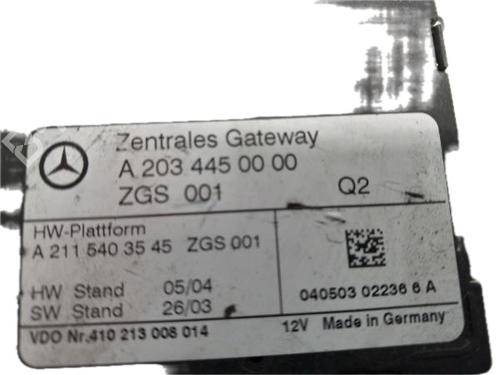 Zentrales Gateway
A 203 445 00 00
ZGS 001 Q2
HW-Plattform
A 211 540 35 45 ZGS 001
HW Stand 05/04
SW Stand 26/03
040503 02236 6 A
VDO Nr.410 213 008 014 12V Made in Germany